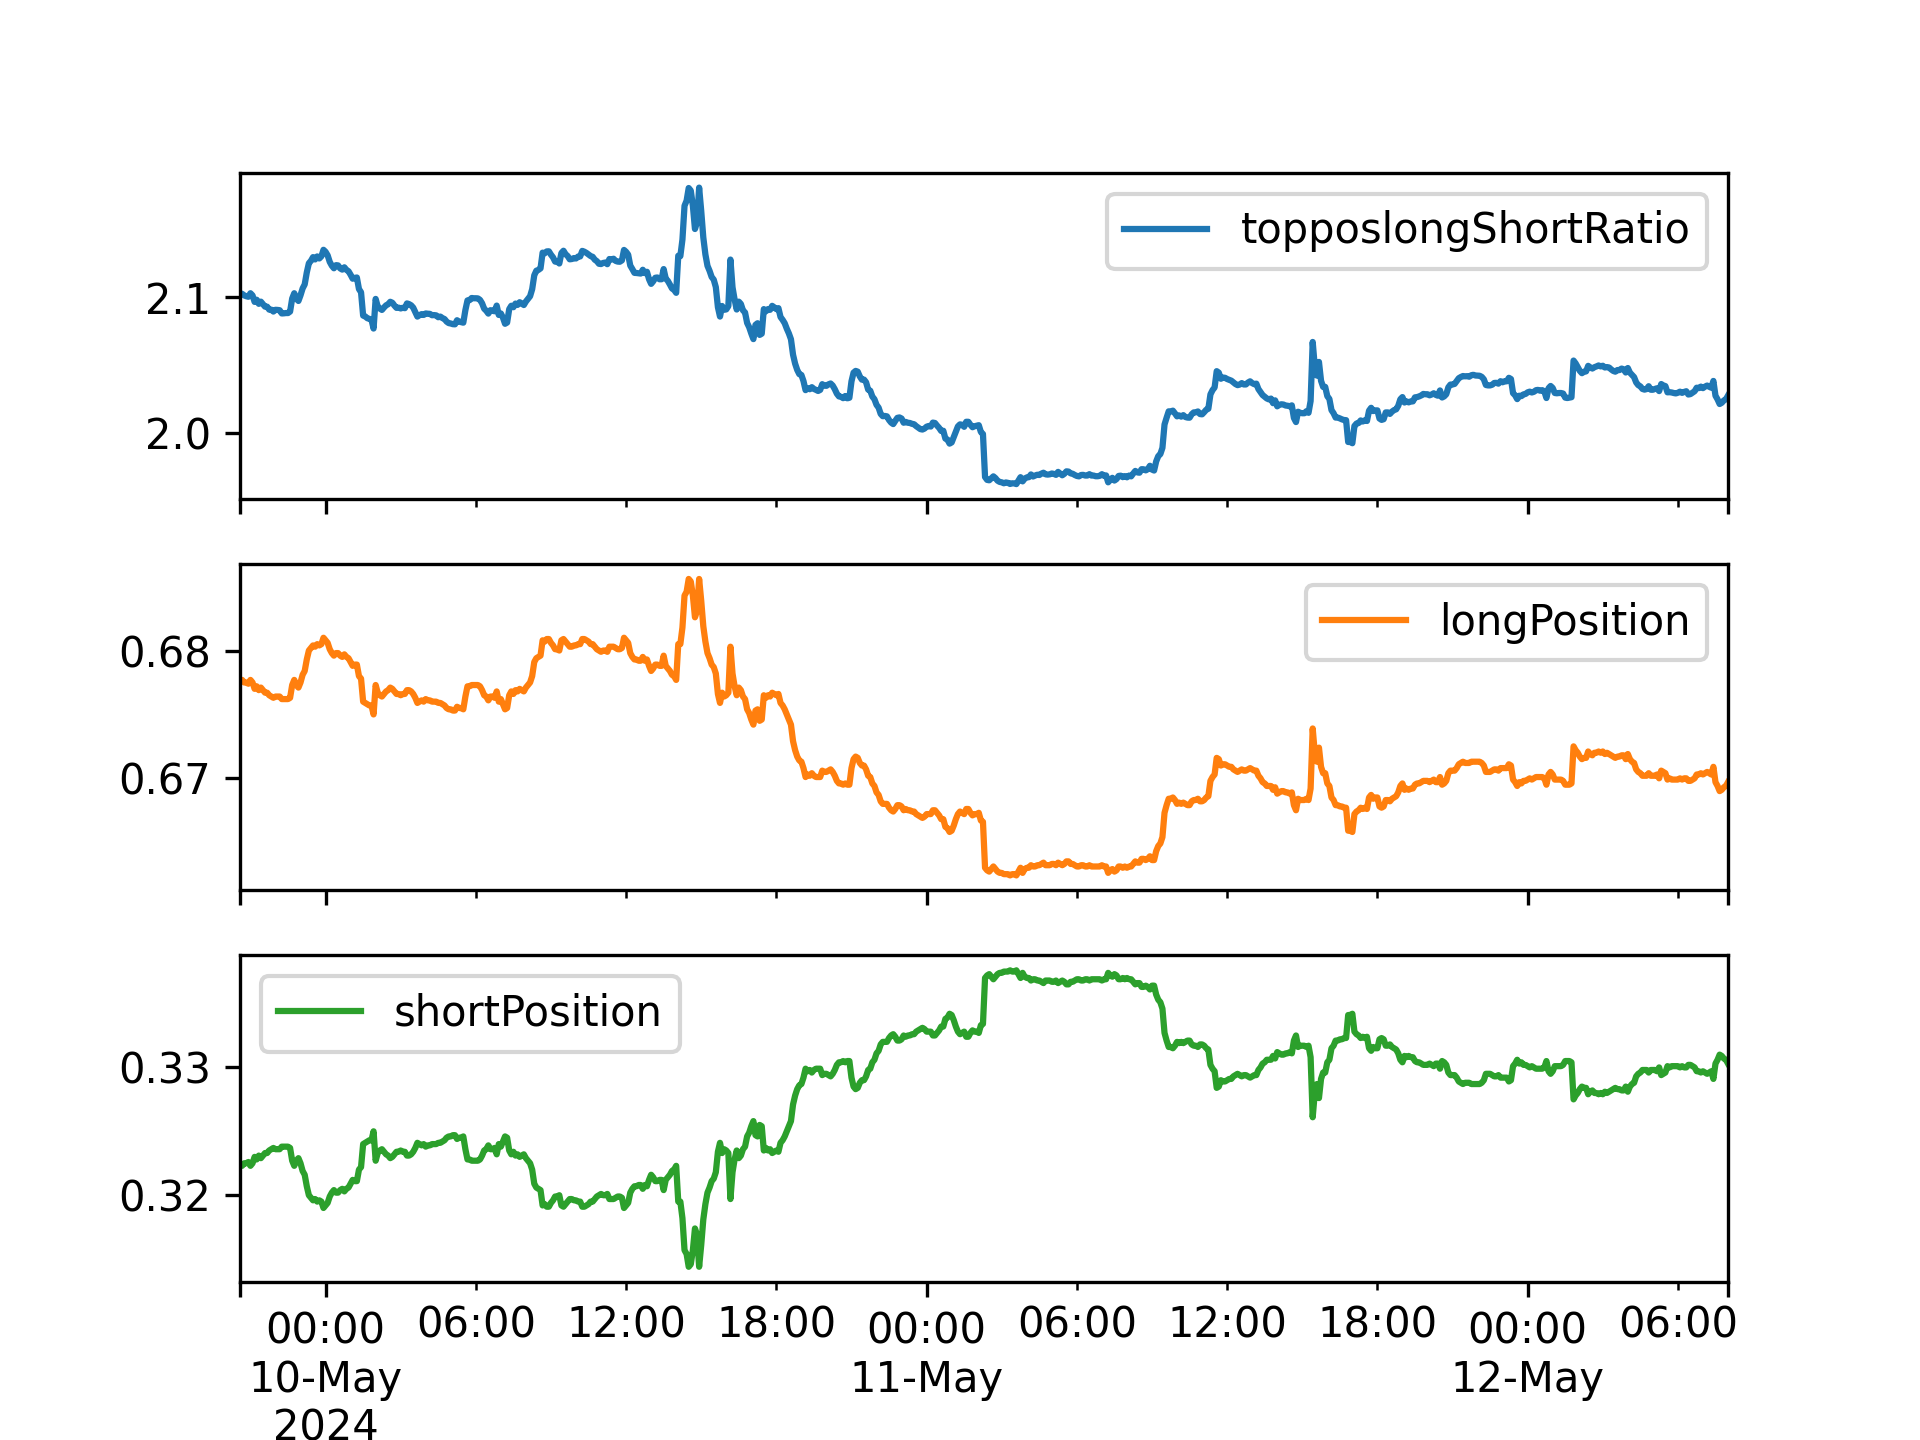 topposlongShortRatio
2.1
2.0
longPosition
0.68
0.67
shortPosition
0.33
0.32
00:00 06:00 12:00 18:00 00:00 06:00 12:00 18:00 00:00 06:00
10-May 11-May 12-May
2024